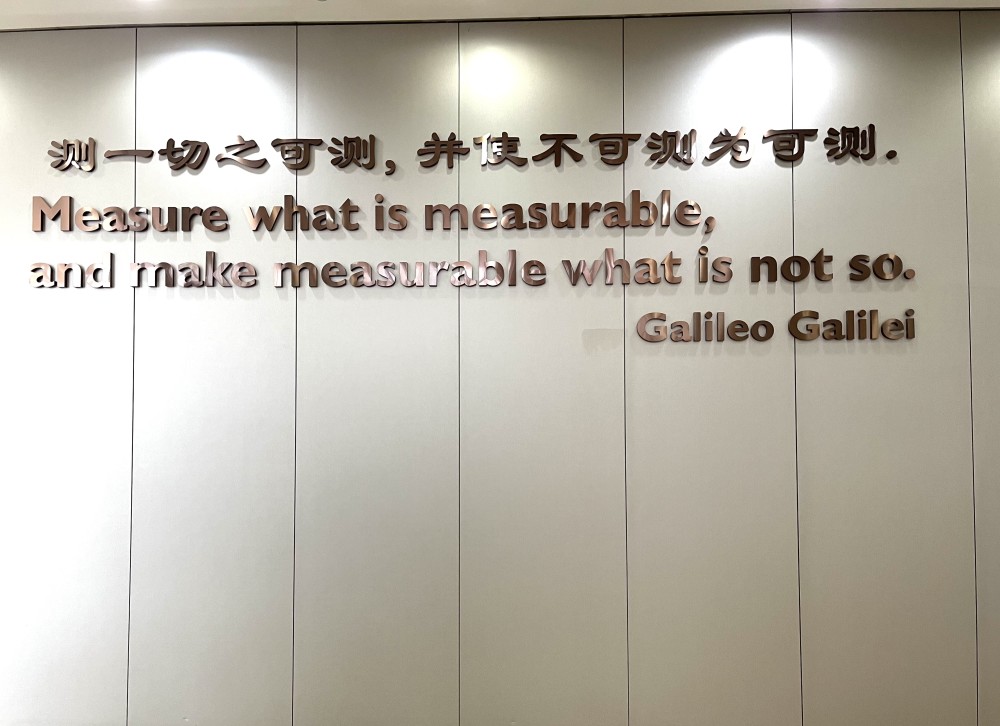 测一切之可测, 并使不可测为可测.
Measure what is measurable,
and make measurable what is not so.
Galileo Galilei